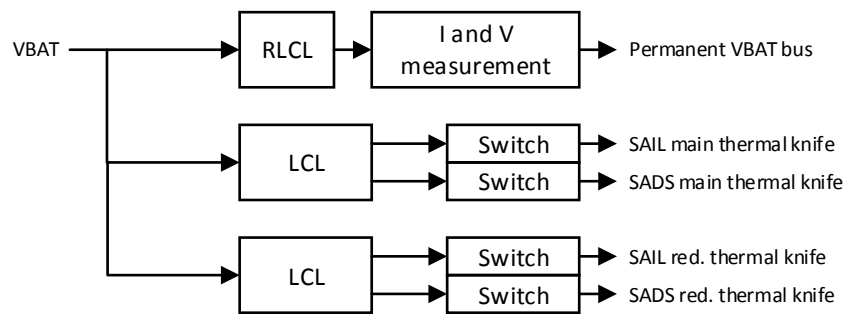 VBAT
RLCL
I and V
measurement
Permanent VBAT bus
LCL
Switch
SAIL main thermal knife
Switch
SADS main thermal knife
LCL
Switch
SAIL red. thermal knife
Switch
SADS red. thermal knife